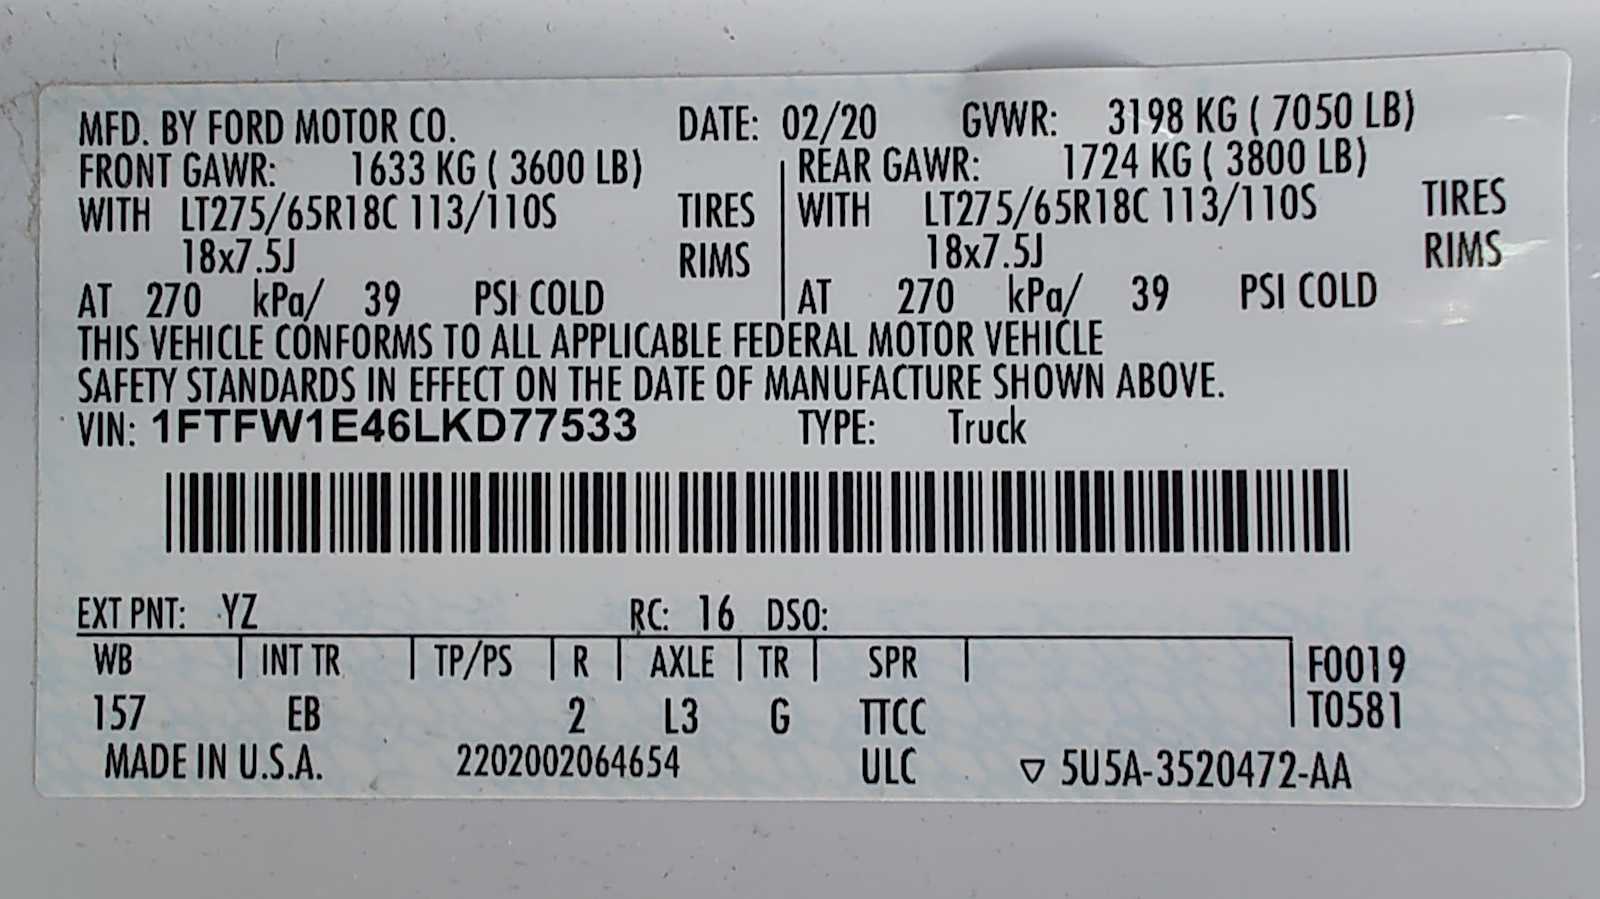 MFD. BY FORD MOTOR CO. DATE: 02/20 GVWR: 3198 KG ( 7050 LB)
FRONT GAWR: 1633 KG ( 3600 LB) REAR GAWR: 1724 KG ( 3800 LB)
WITH LT275/65R18C 113/110S TIRES WITH LT275/65R18C 113/110S TIRES
18x7.5J RIMS 18x7.5J RIMS
AT 270 kPa/ 39 PSI COLD AT 270 kPa/ 39 PSI COLD
THIS VEHICLE CONFORMS TO ALL APPLICABLE FEDERAL MOTOR VEHICLE
SAFETY STANDARDS IN EFFECT ON THE DATE OF MANUFACTURE SHOWN ABOVE.
VIN: 1FTFW1E46LKD77533 TYPE: Truck
EXT PNT: YZ RC: 16 DSO:
WB INT TR TP/PS R AXLE TR SPR F0019
157 EB 2 L3 G TTCC T0581
MADE IN U.S.A. 2202002064654 ULC ▽ 5U5A-3520472-AA